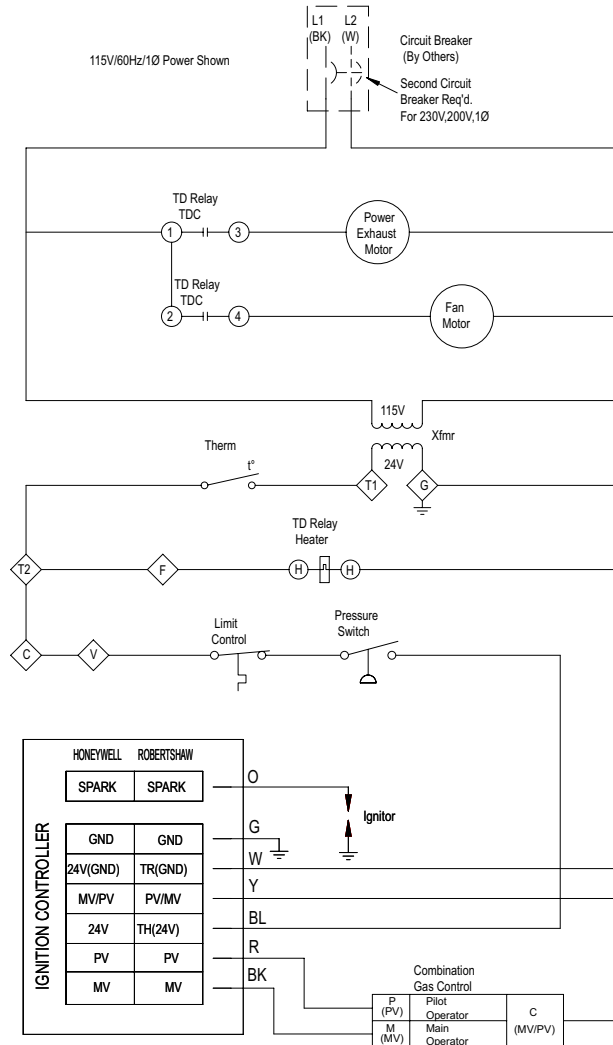 L1 L2
(BK) (W)
115V/60Hz/1Ø Power Shown
Circuit Breaker
(By Others)
Second Circuit
Breaker Req'd.
For 230V,200V,1Ø
TD Relay
TDC
1
3
Power
Exhaust
Motor
TD Relay
TDC
2
4
Fan
Motor
115V
Xfmr
24V
Therm
t°
T1
G
TD Relay
Heater
T2
F
H
H
Limit
Control
Pressure
Switch
C
V
IGNITION CONTROLLER
HONEYWELL ROBERTSHAW
SPARK SPARK O
Ignitor
GND GND G
24V(GND) TR(GND) W
MV/PV PV/MV Y
24V TH(24V) BL
PV PV R
MV MV BK
Combination
Gas Control
P
(PV)
Pilot
Operator
M
(MV)
Main
Operator
C
(MV/PV)